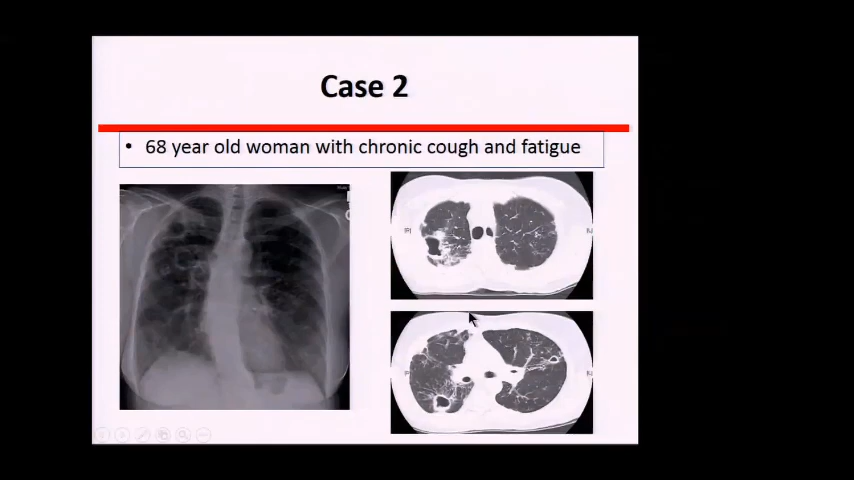 Case 2
• 68 year old woman with chronic cough and fatigue